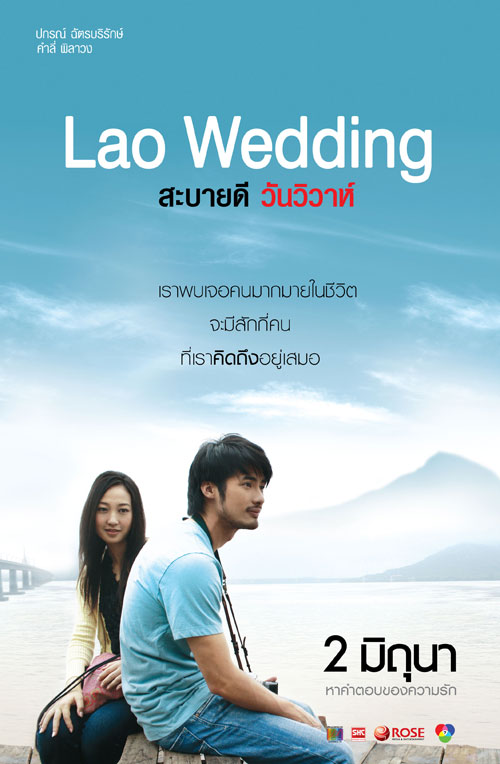 ปกรณ์ ฉัตรบริรักษ์
คำลี่ พิลาวง
Lao Wedding
สะบายดี วันวิวาห์
เราพบเจอคนมากมายในชีวิต
จะมีสักกี่คน
ที่เราคิดถึงอยู่เสมอ
2 มิถุนา
หาคำตอบของความรัก
ROSE